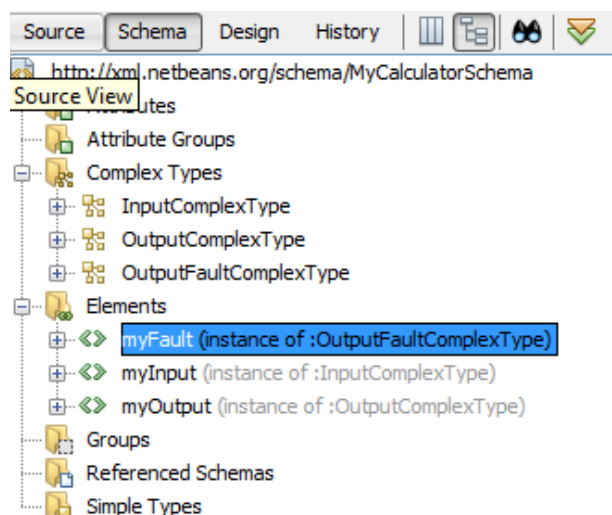 Source Schema Design History
http://xml.netbeans.org/schema/MyCalculatorSchema
Source View
Attribute Groups
Complex Types
InputComplexType
OutputComplexType
OutputFaultComplexType
Elements
myFault (instance of :OutputFaultComplexType)
myInput (instance of :InputComplexType)
myOutput (instance of :OutputComplexType)
Groups
Referenced Schemas
Simple Types